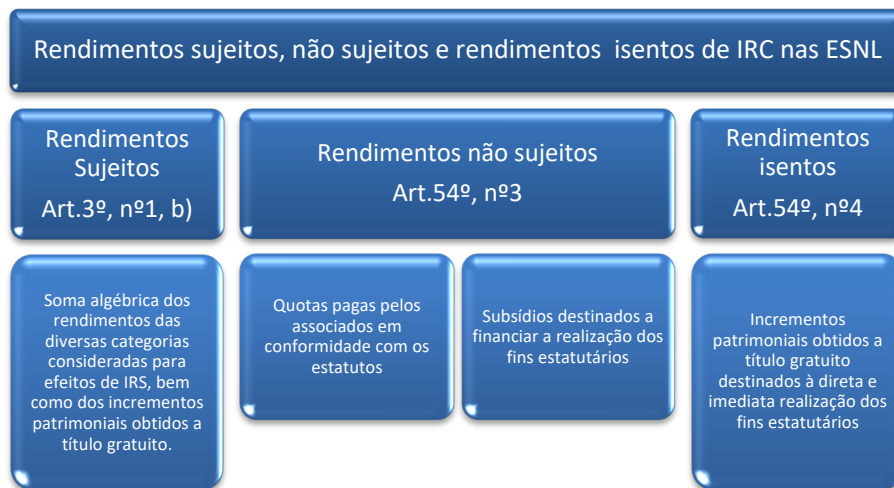 Rendimentos sujeitos, não sujeitos e rendimentos isentos de IRC nas ESNL
Rendimentos
Sujeitos
Art.3º, nº1, b)
Rendimentos não sujeitos
Art.54º, nº3
Rendimentos
isentos
Art.54º, nº4
Soma algébrica dos
rendimentos das
diversas categorias
consideradas para
efeitos de IRS, bem
como dos incrementos
patrimoniais obtidos a
título gratuito.
Quotas pagas pelos
associados em
conformidade com os
estatutos
Subsídios destinados a
financiar a realização dos
fins estatutários
Incrementos
patrimoniais obtidos a
título gratuito
destinados à direta e
imediata realização dos
fins estatutários